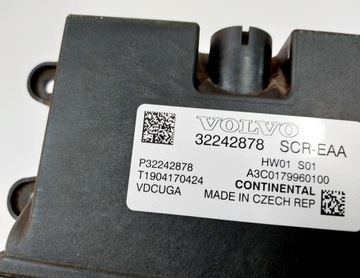 VOLVO
32242878 SCR-EAA
P32242878 HW01 S01
T1904170424 A3C0179960100
VDCUGA CONTINENTAL
MADE IN CZECH REP